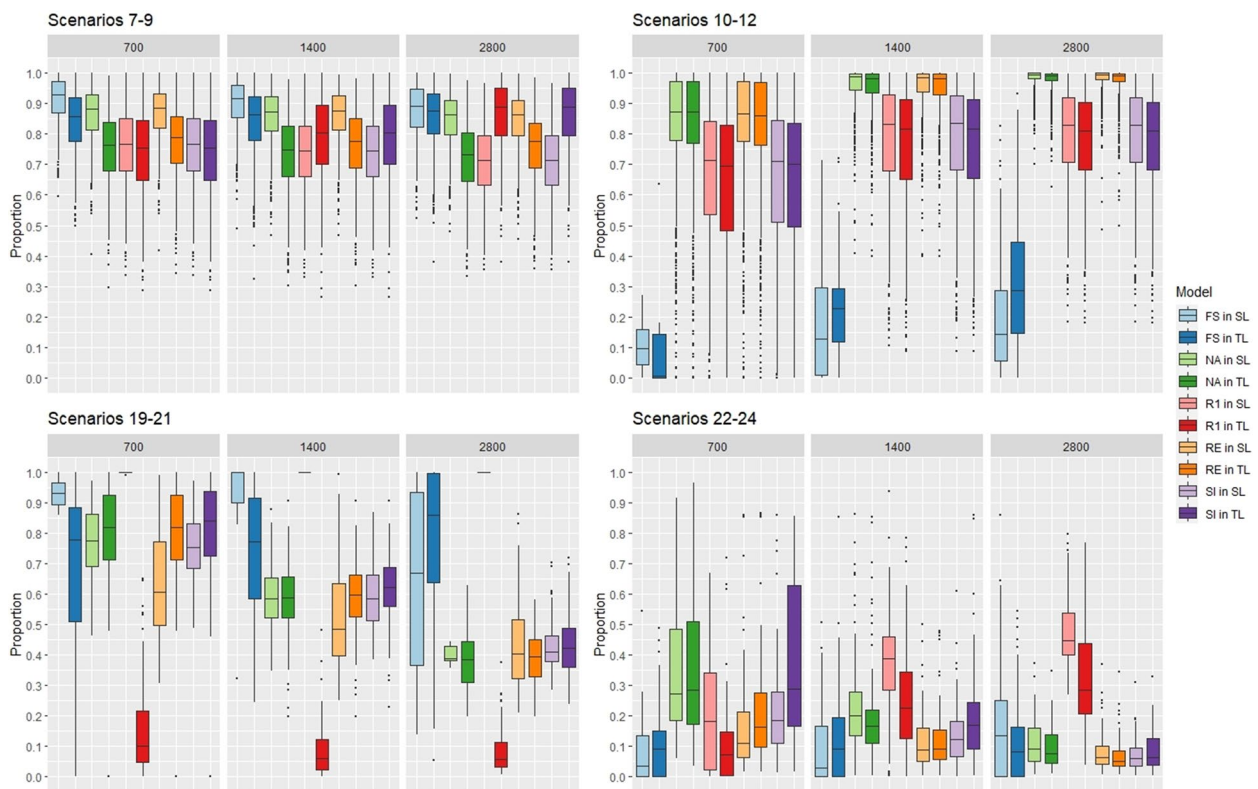 Scenarios 7-9
700 1400 2800
1.0
0.9
0.8
0.7
0.6
0.5
0.4
0.3
0.2
0.1
0.0
Proportion
Scenarios 10-12
700 1400 2800
1.0
0.9
0.8
0.7
0.6
0.5
0.4
0.3
0.2
0.1
0.0
Proportion
Scenarios 19-21
700 1400 2800
1.0
0.9
0.8
0.7
0.6
0.5
0.4
0.3
0.2
0.1
0.0
Proportion
Scenarios 22-24
700 1400 2800
1.0
0.9
0.8
0.7
0.6
0.5
0.4
0.3
0.2
0.1
0.0
Proportion
Model
FS in SL
FS in TL
NA in SL
NA in TL
R1 in SL
R1 in TL
RE in SL
RE in TL
SI in SL
SI in TL